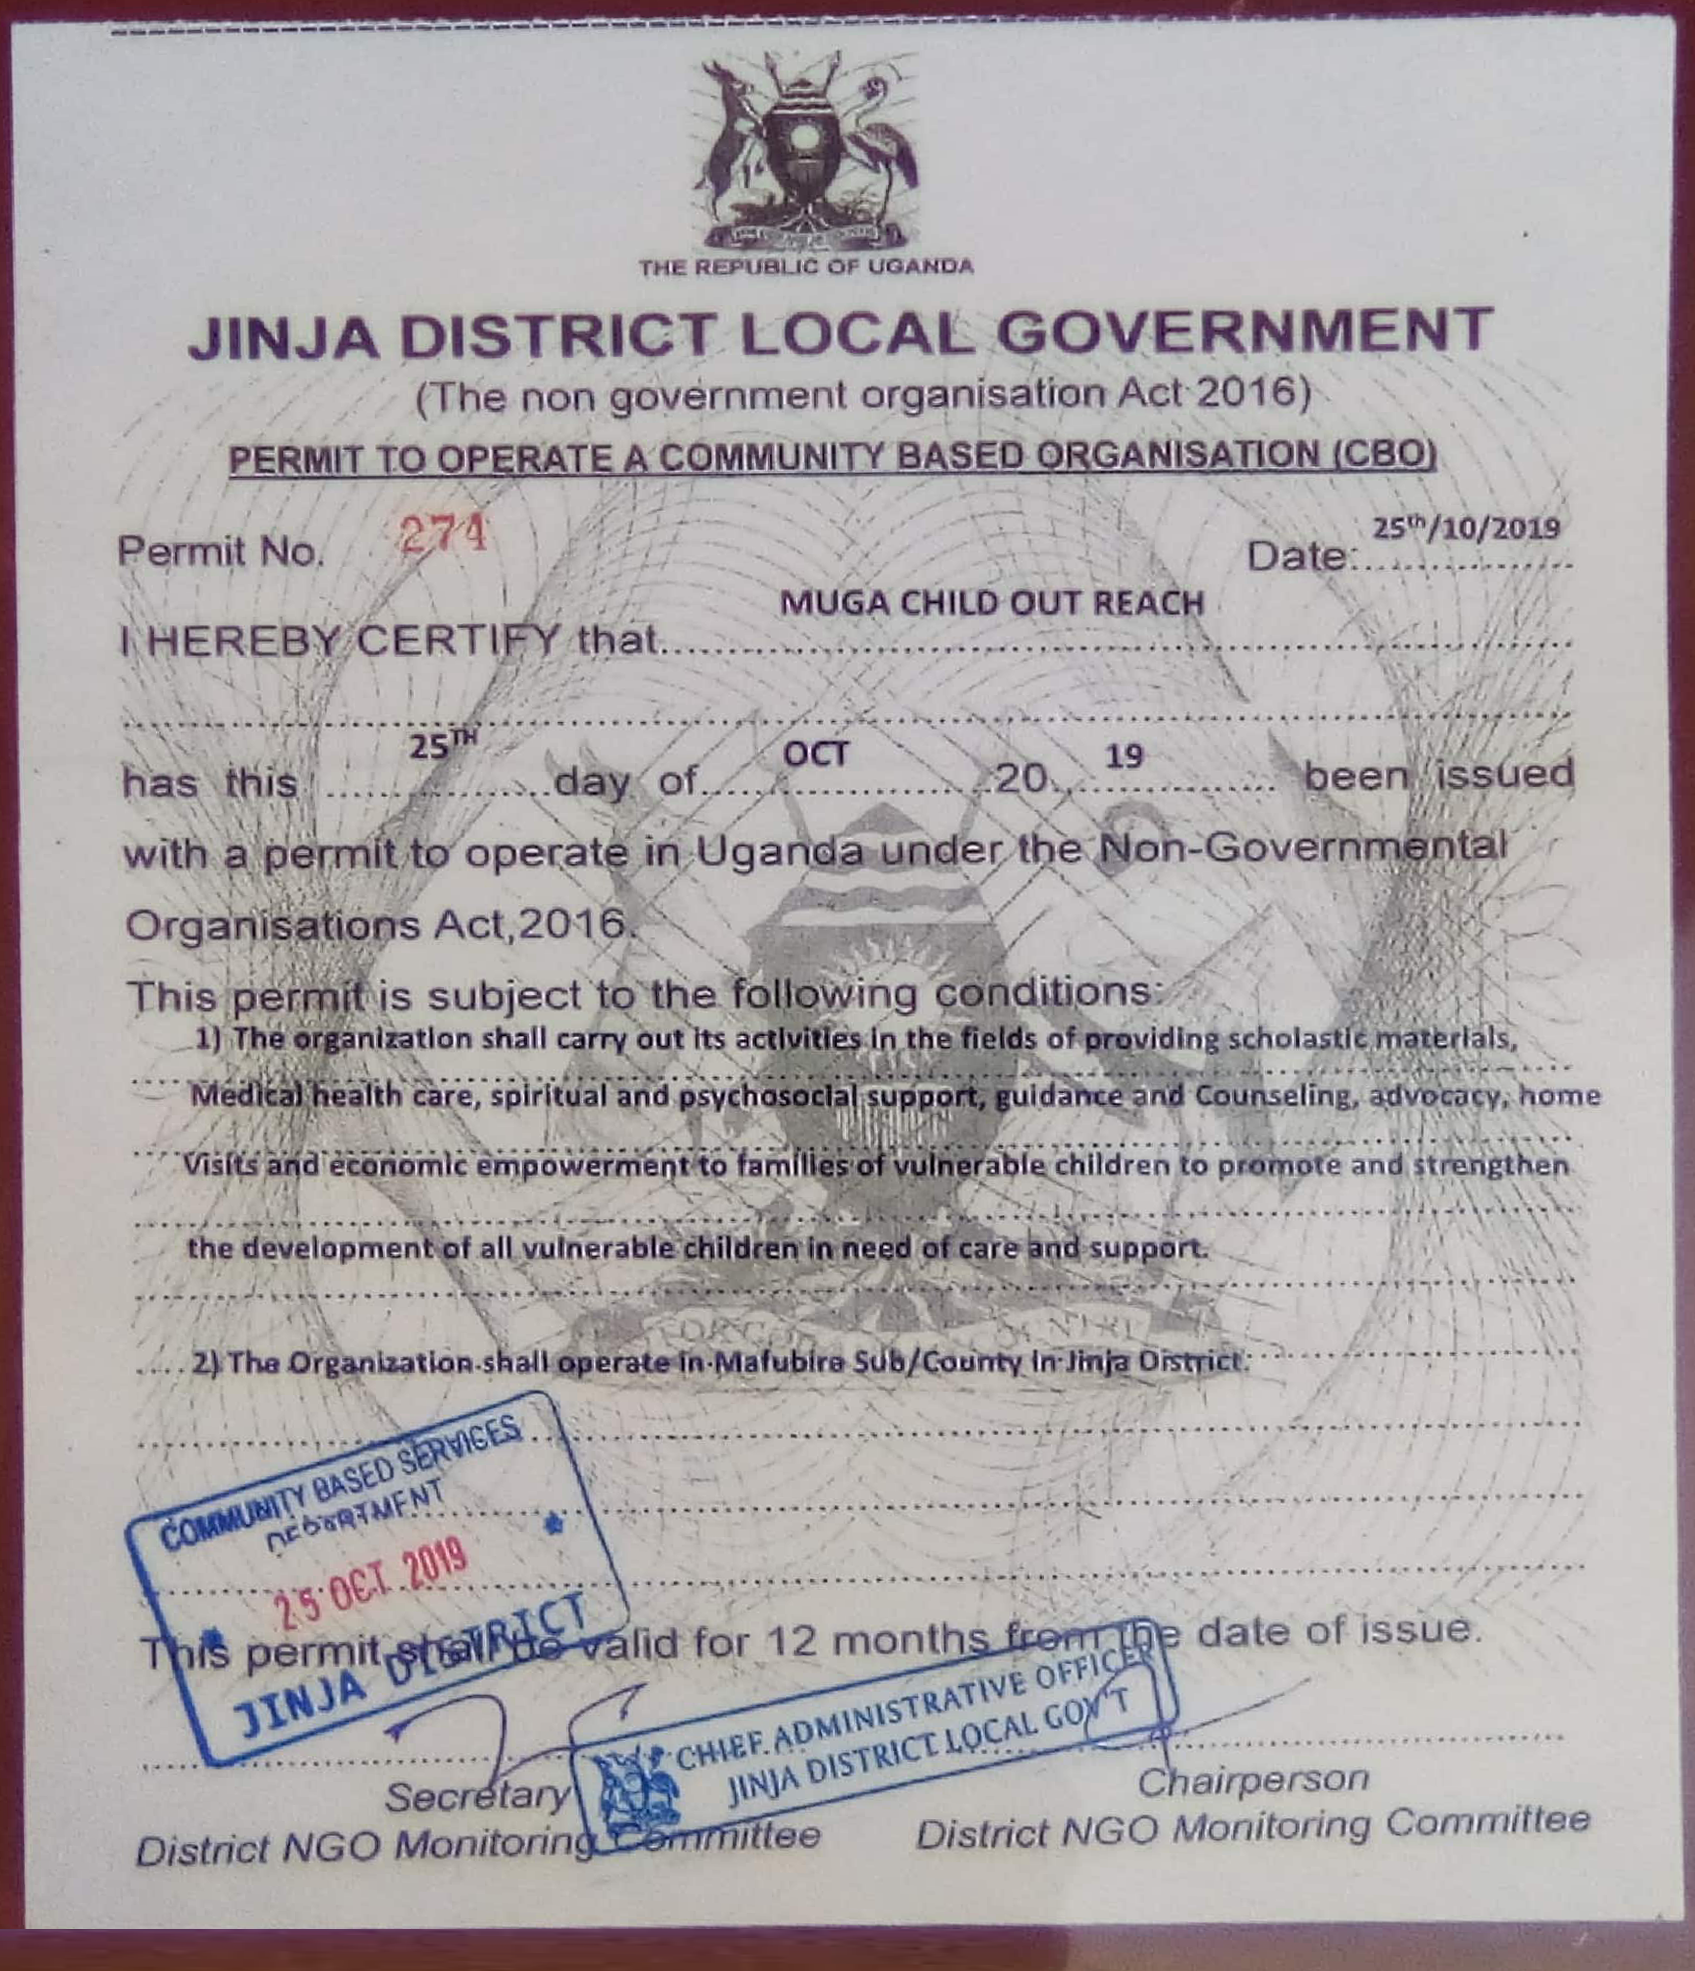 THE REPUBLIC OF UGANDA
JINJA DISTRICT LOCAL GOVERNMENT
(The non government organisation Act 2016)
PERMIT TO OPERATE A COMMUNITY BASED ORGANISATION (CBO)
Permit No. 274 Date: 25th/10/2019
I HEREBY CERTIFY that MUGA CHILD OUT REACH
has this 25TH day of OCT 20 19 been issued
with a permit to operate in Uganda under the Non-Governmental
Organisations Act,2016.
This permit is subject to the following conditions:
1) The organization shall carry out its activities in the fields of providing scholastic materials,
Medical health care, spiritual and psychosocial support, guidance and Counseling, advocacy, home
Visits and economic empowerment to families of vulnerable children to promote and strengthen
the development of all vulnerable children in need of care and support.
2) The Organization shall operate in Mafubira Sub/County in Jinja District.
COMMUNITY BASED SERVICES
DEPARTMENT
25 OCT 2019
JINJA DISTRICT
This permit shall be valid for 12 months from the date of issue.
CHIEF ADMINISTRATIVE OFFICER
JINJA DISTRICT LOCAL GOV'T
Secretary
District NGO Monitoring Committee
Chairperson
District NGO Monitoring Committee